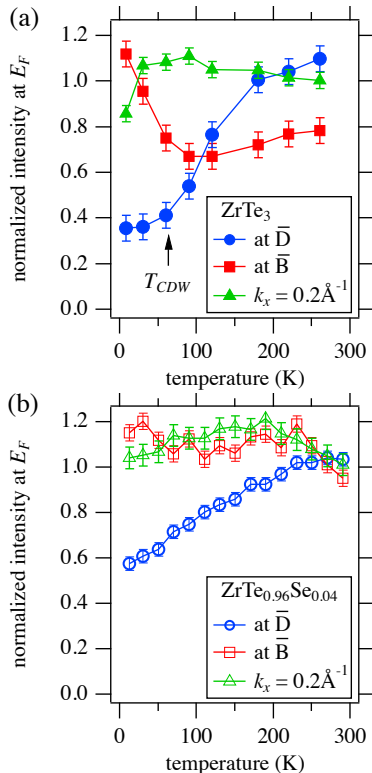 (a)
1.2
1.0
0.8
0.6
0.4
0.2
0.0
normalized intensity at E_F
T_CDW
ZrTe₃
at D̄
at B̄
kₓ = 0.2Å⁻¹
0
100
200
300
temperature (K)
(b)
1.2
1.0
0.8
0.6
0.4
0.2
0.0
normalized intensity at E_F
ZrTe₀.₉₆Se₀.₀₄
at D̄
at B̄
kₓ = 0.2Å⁻¹
0
100
200
300
temperature (K)